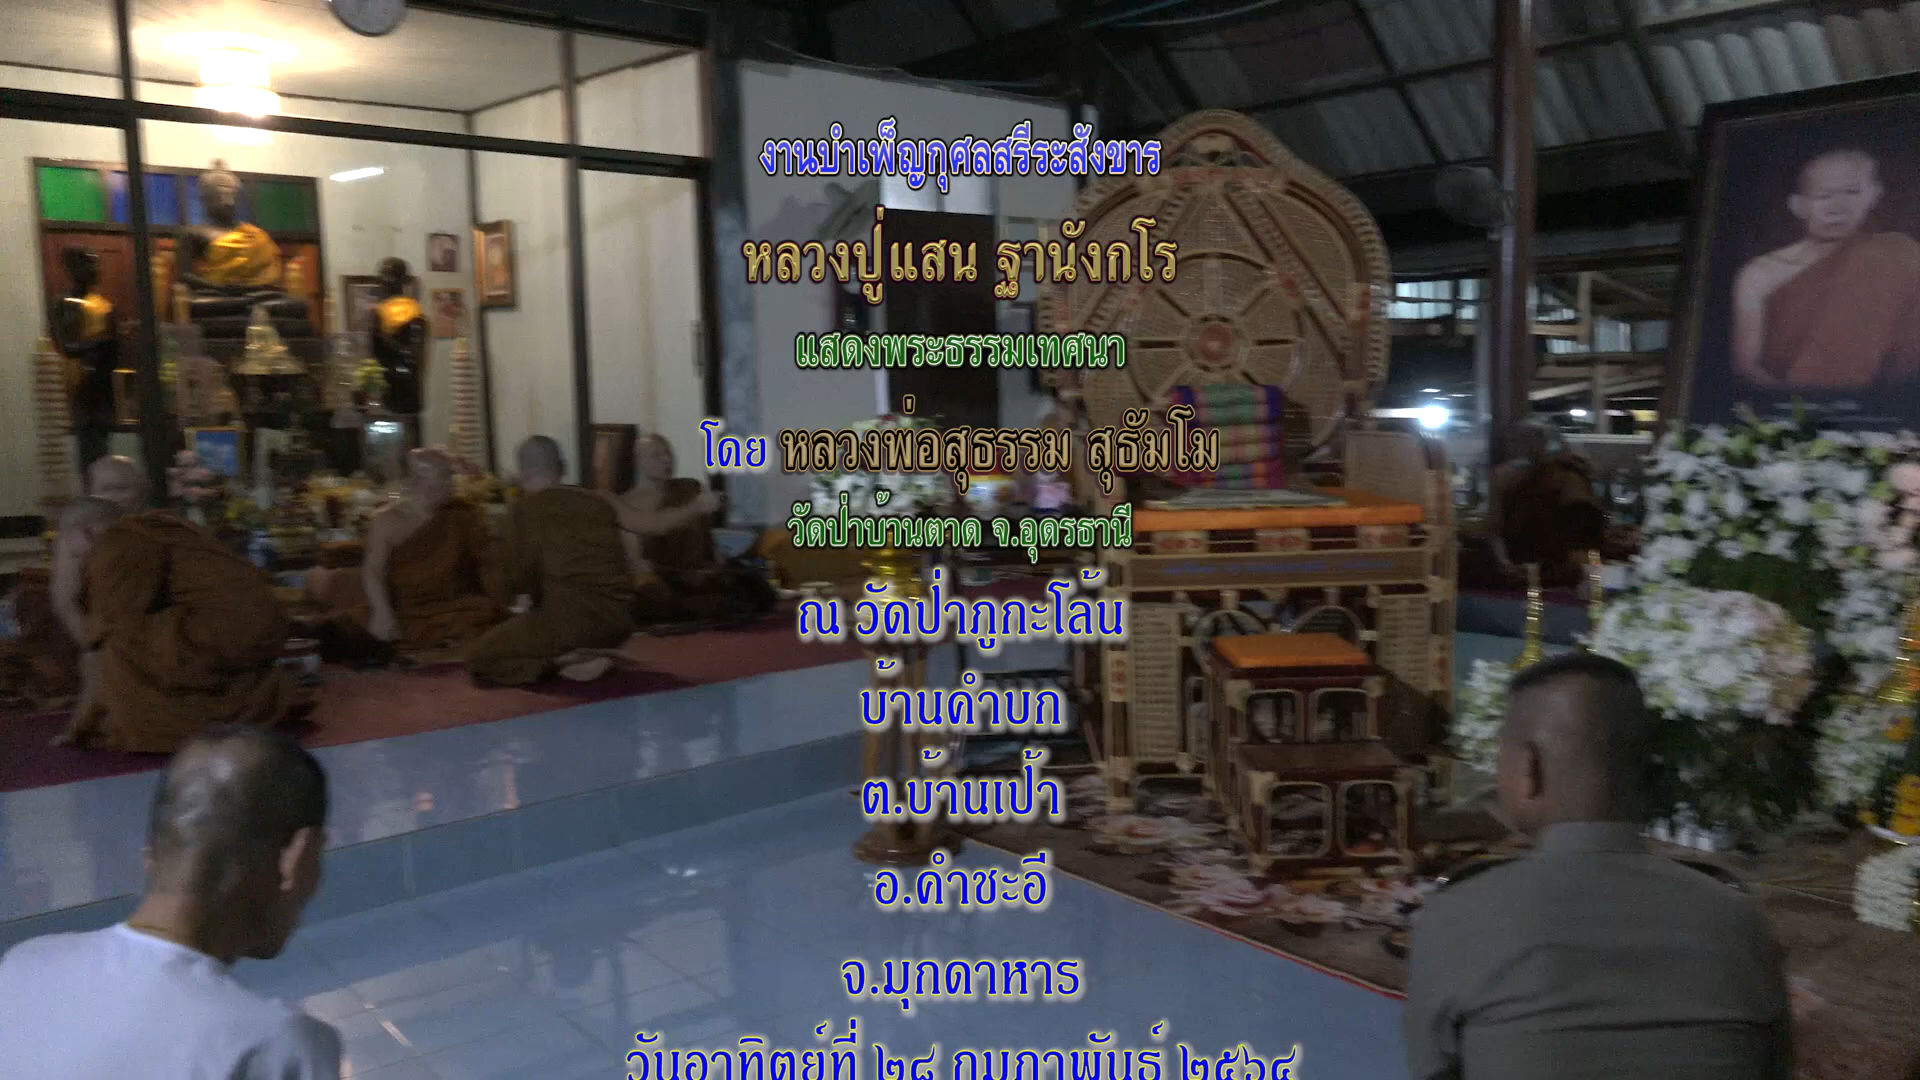 งานบำเพ็ญกุศลสรีระสังขาร
หลวงปู่แสน ฐานังกโร
แสดงพระธรรมเทศนา
โดย หลวงพ่อสุธรรม สุธัมโม
วัดป่าบ้านตาด จ.อุดรธานี
ณ วัดป่าภูกะโล้น
บ้านคำบก
ต.บ้านเป้า
อ.คำชะอี
จ.มุกดาหาร
วันอาทิตย์ที่ ๒๘ กุมภาพันธ์ ๒๕๖๔